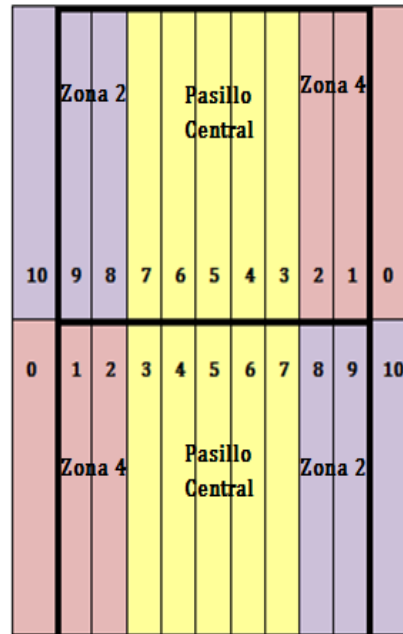 Zona 2 Pasillo Central Zona 4
10 9 8 7 6 5 4 3 2 1 0
0 1 2 3 4 5 6 7 8 9 10
Zona 4 Pasillo Central Zona 2